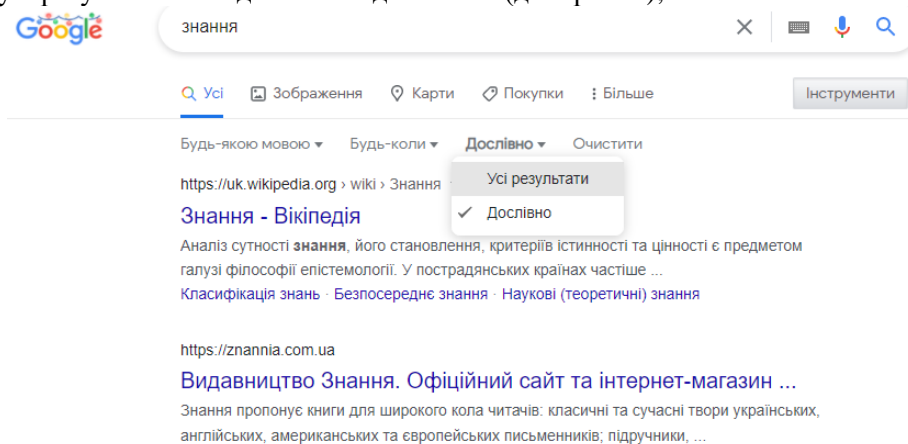 Google
знання
Усі Зображення Карти Покупки Більше Інструменти
Будь-якою мовою Будь-коли Дослівно Очистити
Усі результати
Дослівно
https://uk.wikipedia.org › wiki › Знання
Знання - Вікіпедія
Аналіз сутності знання, його становлення, критеріїв істинності та цінності є предметом
галузі філософії епістемології. У пострадянських країнах частіше ...
Класифікація знань · Безпосереднє знання · Наукові (теоретичні) знання
https://znannia.com.ua
Видавництво Знання. Офіційний сайт та інтернет-магазин ...
Знання пропонує книги для широкого кола читачів: класичні та сучасні твори українських,
англійських, американських та європейських письменників; підручники, ...